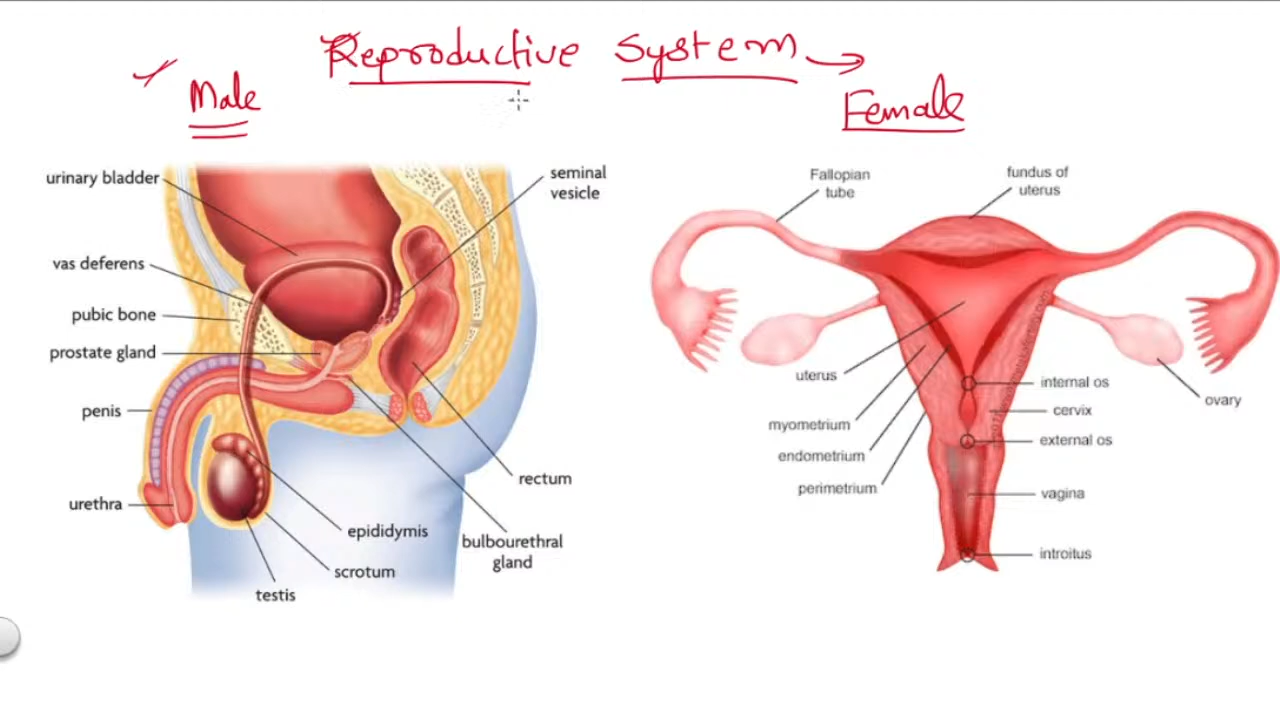 Reproductive System →
Male
Female
urinary bladder
vas deferens
pubic bone
prostate gland
penis
urethra
seminal
vesicle
rectum
bulbourethral
gland
epididymis
scrotum
testis
Fallopian
tube
fundus of
uterus
uterus
myometrium
endometrium
perimetrium
internal os
cervix
external os
vagina
introitus
ovary